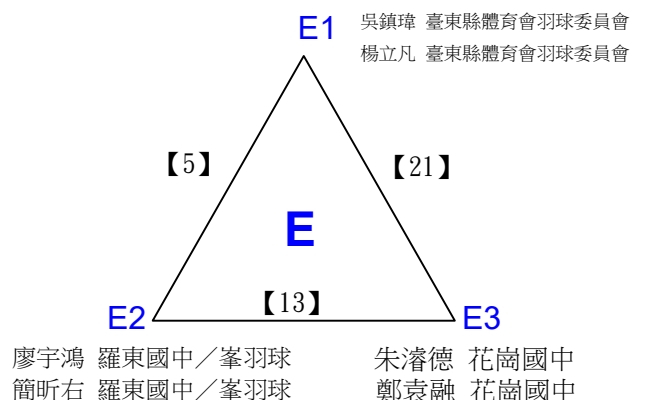 E1
吳鎮瑋 臺東縣體育會羽球委員會
楊立凡 臺東縣體育會羽球委員會
【5】
【21】
E
【13】
E2
E3
廖宇鴻 羅東國中／峯羽球
簡昕右 羅東國中／峯羽球
朱濬德 花崗國中
鄭袁融 花崗國中